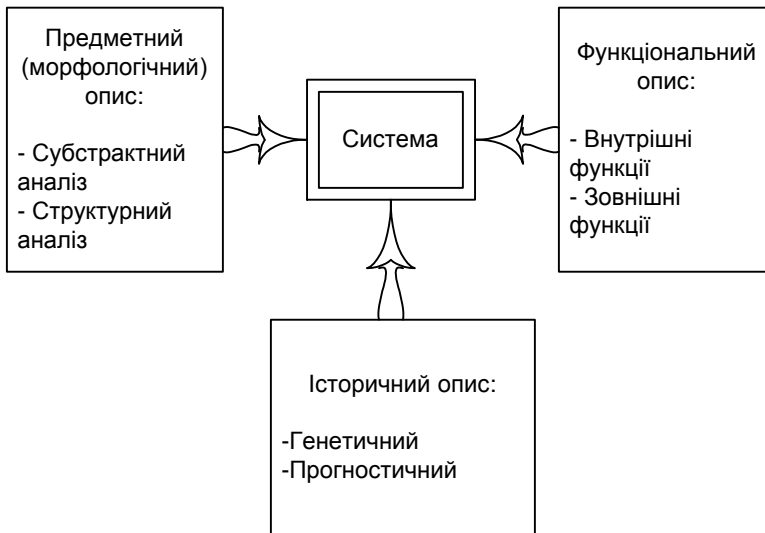 Предметний
(морфологічний)
опис:
- Субстрактний
аналіз
- Структурний
аналіз
Система
Функціональний
опис:
- Внутрішні
функції
- Зовнішні
функції
Історичний опис:
-Генетичний
-Прогностичний